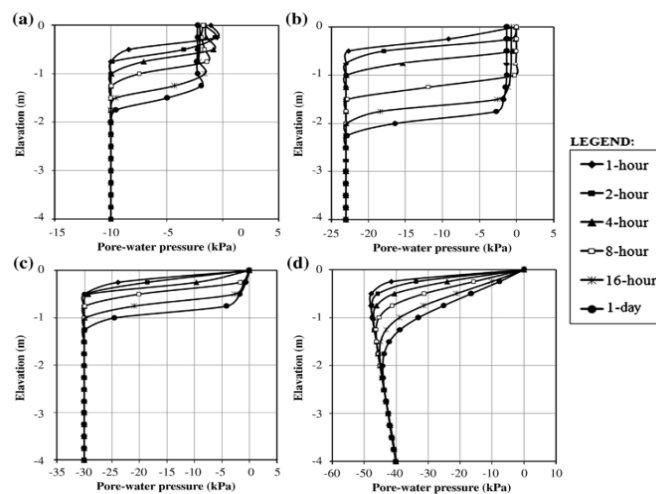 (a)
0
-1
-2
-3
-4
Elavation (m)
-15 -10 -5 0 5
Pore-water pressure (kPa)
(b)
0
-1
-2
-3
-4
Elavation (m)
-25 -20 -15 -10 -5 0 5
Pore-water pressure (kPa)
LEGEND:
1-hour
2-hour
4-hour
8-hour
16-hour
1-day
(c)
0
-1
-2
-3
-4
Elavation (m)
-35 -30 -25 -20 -15 -10 -5 0 5
Pore-water pressure (kPa)
(d)
0
-1
-2
-3
-4
Elavation (m)
-60 -50 -40 -30 -20 -10 0 10
Pore-water pressure (kPa)